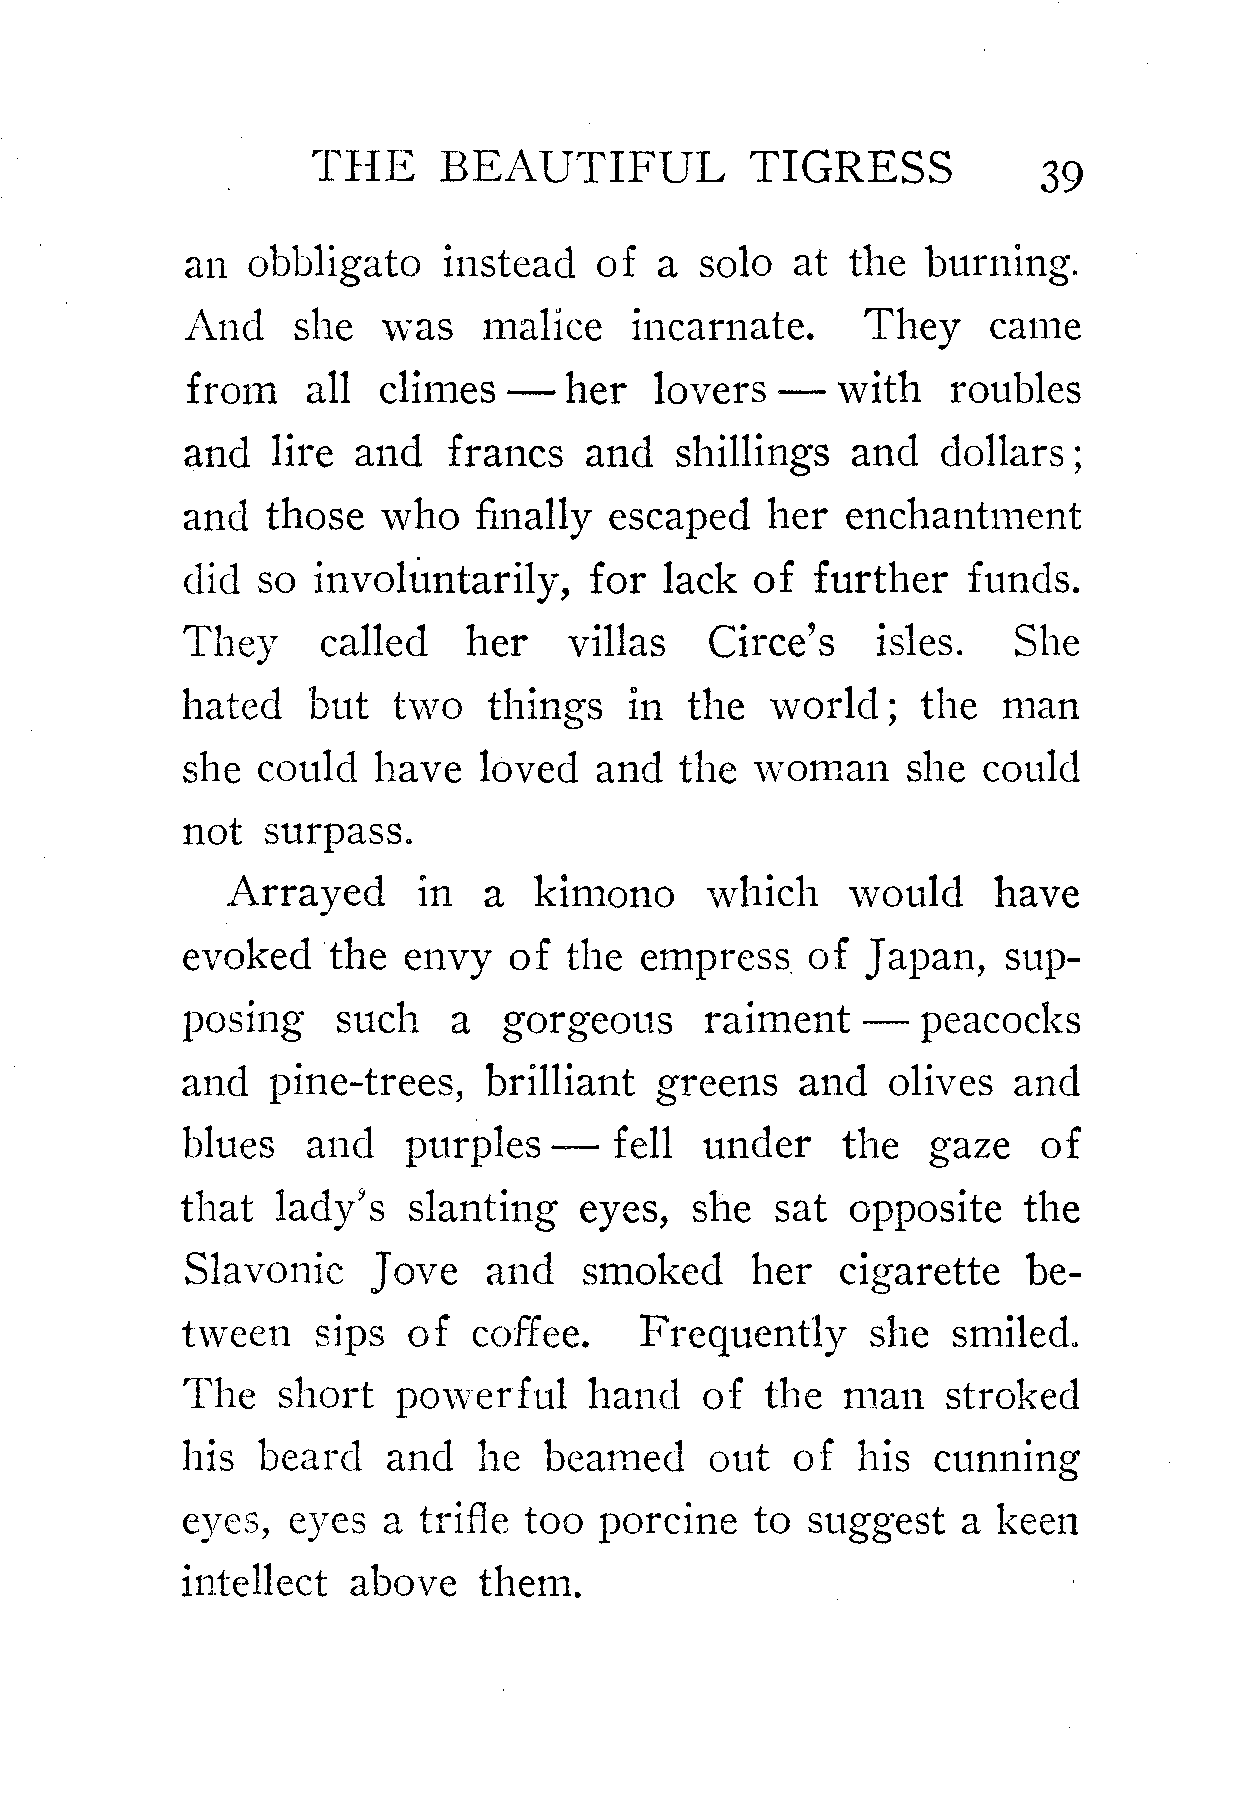 THE BEAUTIFUL TIGRESS 39
an obbligato instead of a solo at the burning.
And she was malice incarnate. They came
from all climes — her lovers — with roubles
and lire and francs and shillings and dollars;
and those who finally escaped her enchantment
did so involuntarily, for lack of further funds.
They called her villas Circe's isles. She
hated but two things in the world; the man
she could have loved and the woman she could
not surpass.
Arrayed in a kimono which would have
evoked the envy of the empress of Japan, sup-
posing such a gorgeous raiment — peacocks
and pine-trees, brilliant greens and olives and
blues and purples — fell under the gaze of
that lady's slanting eyes, she sat opposite the
Slavonic Jove and smoked her cigarette be-
tween sips of coffee. Frequently she smiled.
The short powerful hand of the man stroked
his beard and he beamed out of his cunning
eyes, eyes a trifle too porcine to suggest a keen
intellect above them.